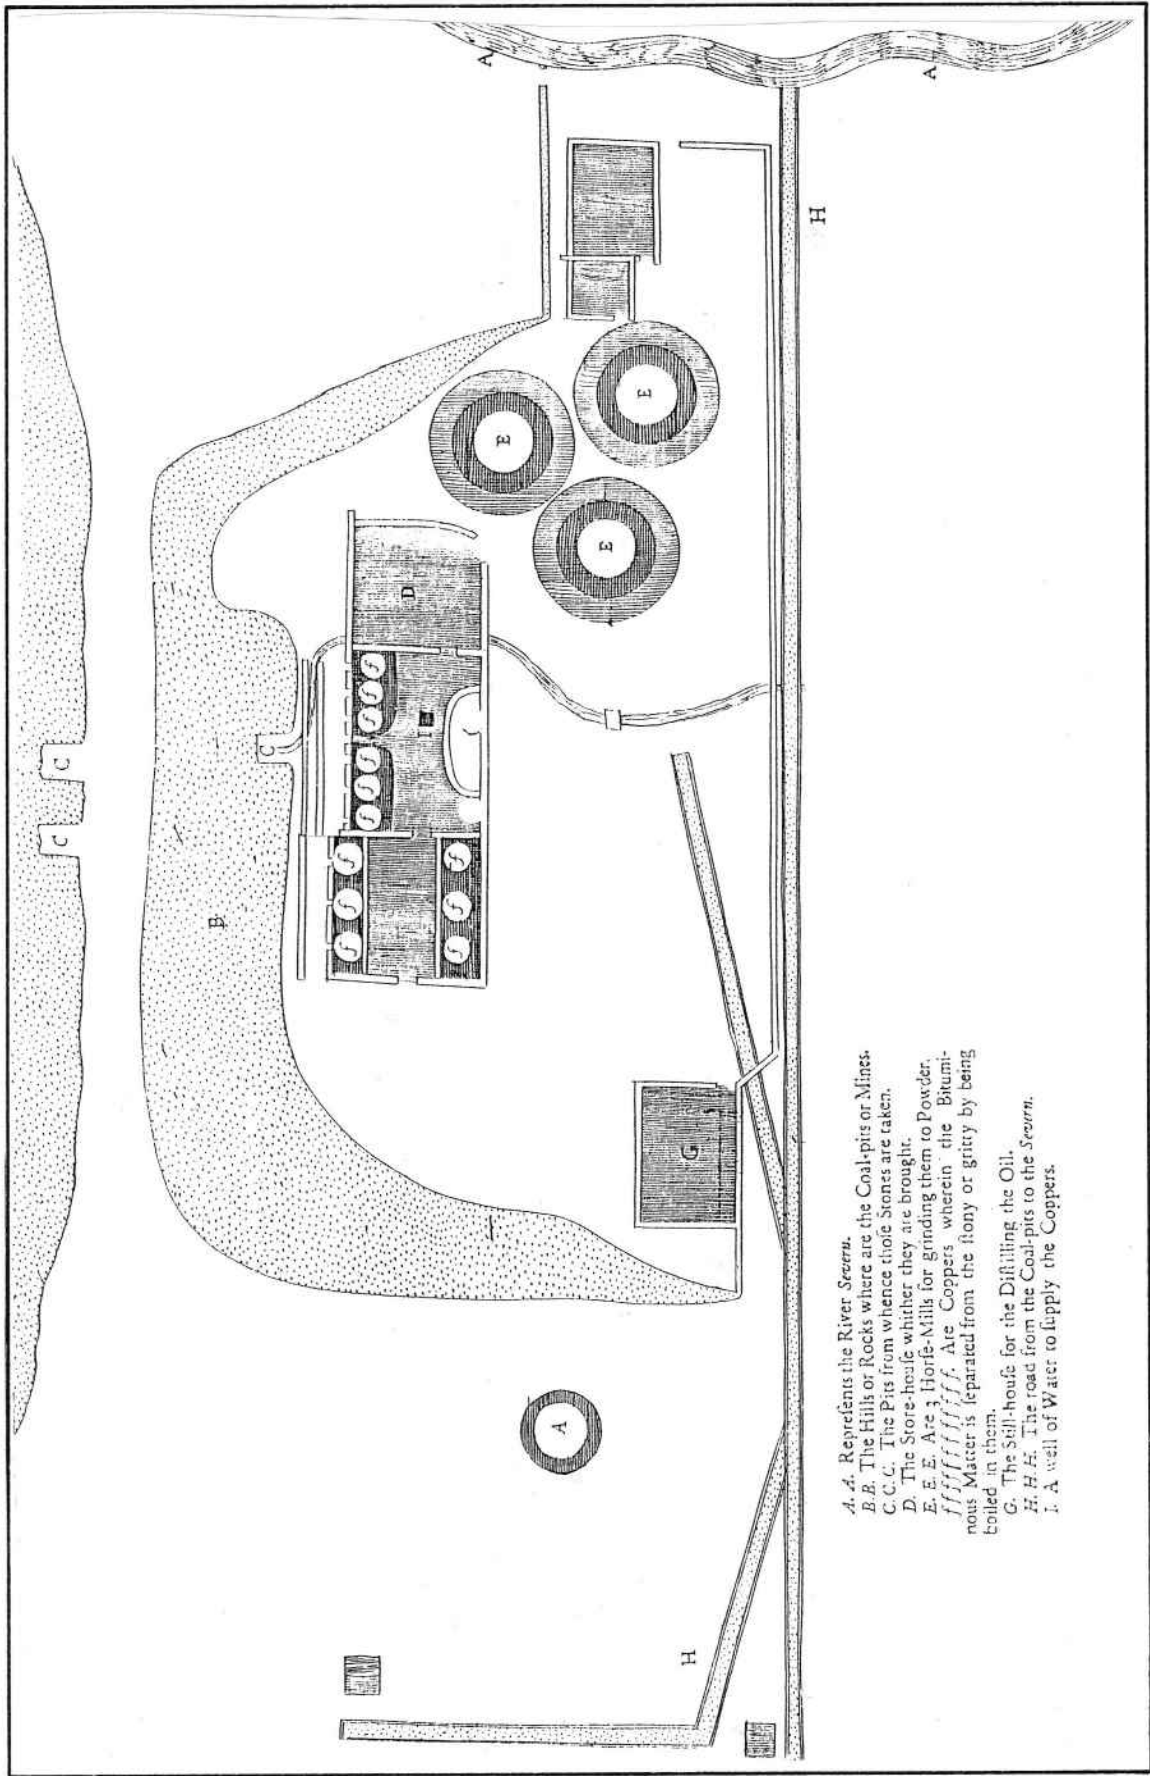 A. A. Repreſents the River Severn.
B.B. The Hills or Rocks where are the Coal-pits or Mines.
C. C. C. The Pits from whence thoſe Stones are taken.
D. The Store-houſe whither they are brought.
E. E. E. Are 3 Horſe-Mills for grinding them to Powder.
ffffffffffff. Are Coppers wherein the Bitumi-
nous Matter is ſeparated from the ſtony or gritty by being
boiled in them.
G. The Still-houſe for the Diſtilling the Oil.
H. H. H. The road from the Coal-pits to the Severn.
I. A well of Water to ſupply the Coppers.
A
A
H
E
E
E
D
I
f
f
f
f
f
f
f
f
f
f
f
f
C
C
C
B
G
A
H